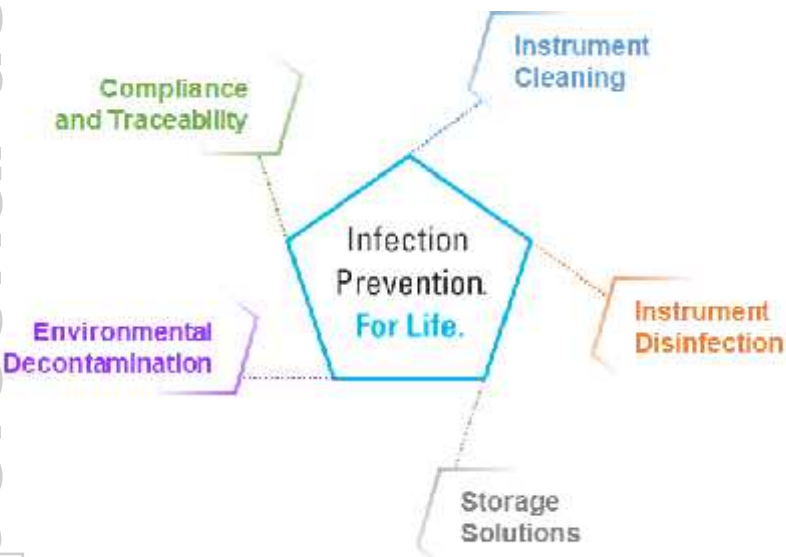 Instrument
Cleaning
Compliance
and Traceability
Infection
Prevention.
For Life.
Instrument
Disinfection
Environmental
Decontamination
Storage
Solutions